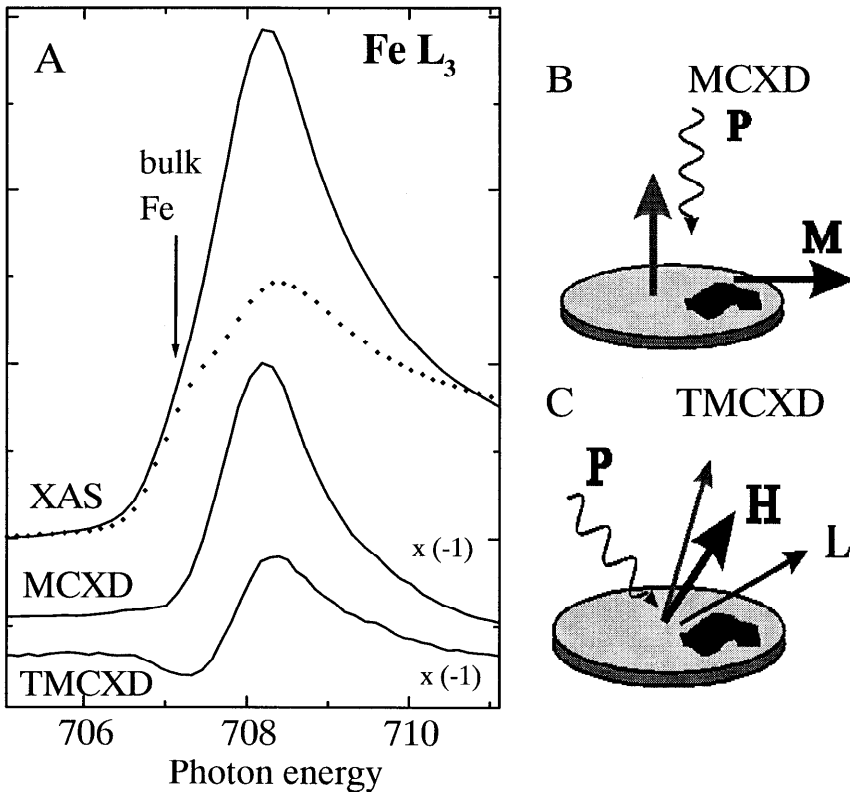 A
Fe L₃
bulk
Fe
XAS
MCXD
x (-1)
TMCXD
x (-1)
706
708
710
Photon energy
B
MCXD
P
M
C
TMCXD
P
H
L